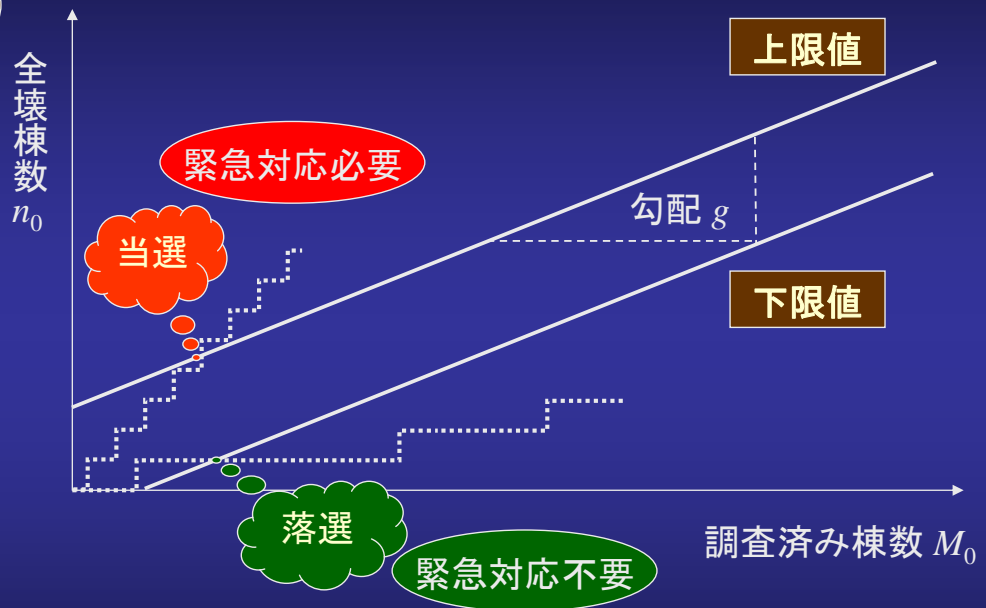 上限値
全壊棟数 n₀
緊急対応必要
勾配 g
当選
下限値
落選
調査済み棟数 M₀
緊急対応不要